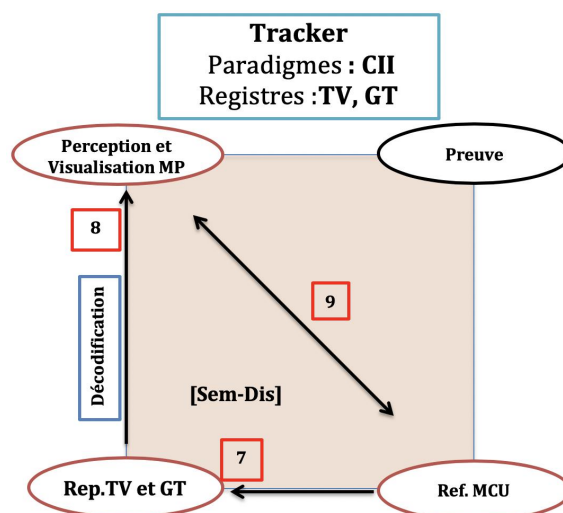 Tracker
Paradigmes : CII
Registres :TV, GT
Perception et
Visualisation MP
Preuve
8
9
Décodification
[Sem-Dis]
7
Rep.TV et GT
Ref. MCU